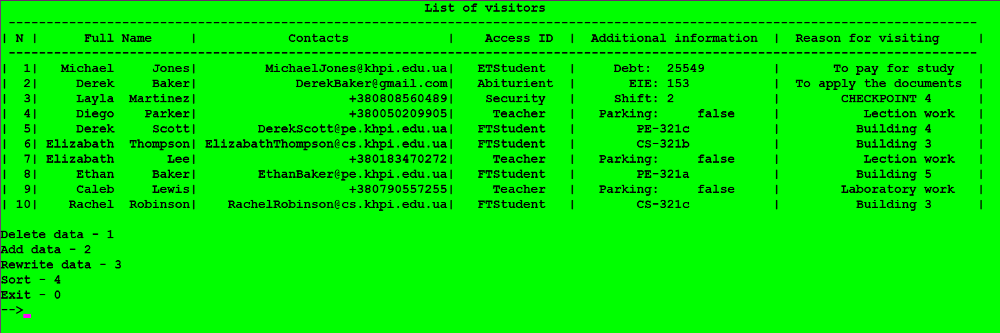 List of visitors
--------------------------------------------------------------------------------------------------------------------------------
| N | Full Name | Contacts | Access ID | Additional information | Reason for visiting |
--------------------------------------------------------------------------------------------------------------------------------
| 1| Michael Jones| MichaelJones@khpi.edu.ua| ETStudent | Debt: 25549 | To pay for study |
| 2| Derek Baker| DerekBaker@gmail.com| Abiturient | EIE: 153 | To apply the documents |
| 3| Layla Martinez| +380808560489| Security | Shift: 2 | CHECKPOINT 4 |
| 4| Diego Parker| +380050209905| Teacher | Parking: false | Lection work |
| 5| Derek Scott| DerekScott@pe.khpi.edu.ua| FTStudent | PE-321c | Building 4 |
| 6| Elizabath Thompson| ElizabathThompson@cs.khpi.edu.ua| FTStudent | CS-321b | Building 3 |
| 7| Elizabath Lee| +380183470272| Teacher | Parking: false | Lection work |
| 8| Ethan Baker| EthanBaker@pe.khpi.edu.ua| FTStudent | PE-321a | Building 5 |
| 9| Caleb Lewis| +380790557255| Teacher | Parking: false | Laboratory work |
| 10| Rachel Robinson| RachelRobinson@cs.khpi.edu.ua| FTStudent | CS-321c | Building 3 |
Delete data - 1
Add data - 2
Rewrite data - 3
Sort - 4
Exit - 0
-->